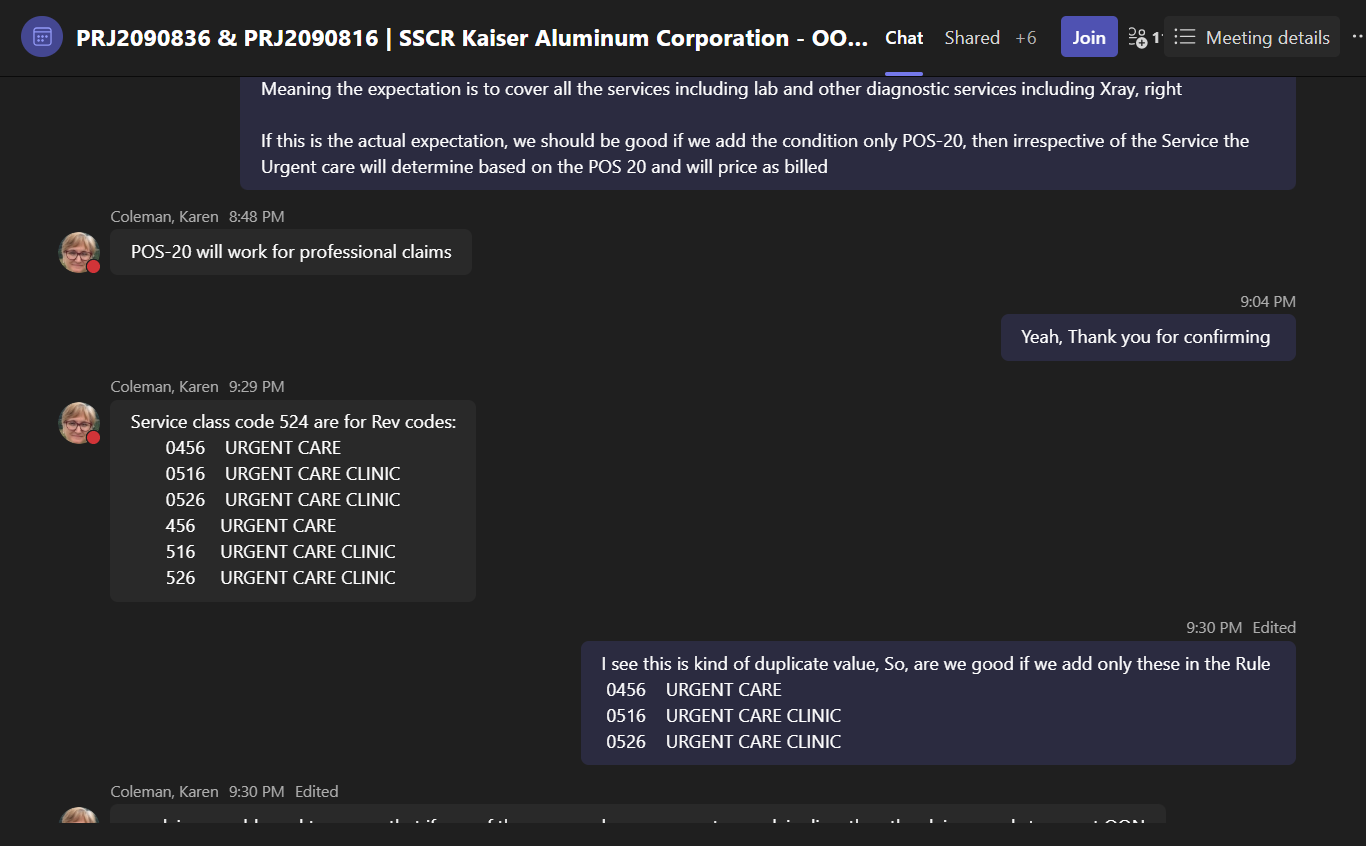 PRJ2090836 & PRJ2090816 | SSCR Kaiser Aluminum Corporation - OO...
Chat
Shared
+6
Join
1
Meeting details
Meaning the expectation is to cover all the services including lab and other diagnostic services including Xray, right
If this is the actual expectation, we should be good if we add the condition only POS-20, then irrespective of the Service the
Urgent care will determine based on the POS 20 and will price as billed
Coleman, Karen 8:48 PM
POS-20 will work for professional claims
9:04 PM
Yeah, Thank you for confirming
Coleman, Karen 9:29 PM
Service class code 524 are for Rev codes:
0456 URGENT CARE
0516 URGENT CARE CLINIC
0526 URGENT CARE CLINIC
456 URGENT CARE
516 URGENT CARE CLINIC
526 URGENT CARE CLINIC
9:30 PM Edited
I see this is kind of duplicate value, So, are we good if we add only these in the Rule
0456 URGENT CARE
0516 URGENT CARE CLINIC
0526 URGENT CARE CLINIC
Coleman, Karen 9:30 PM Edited